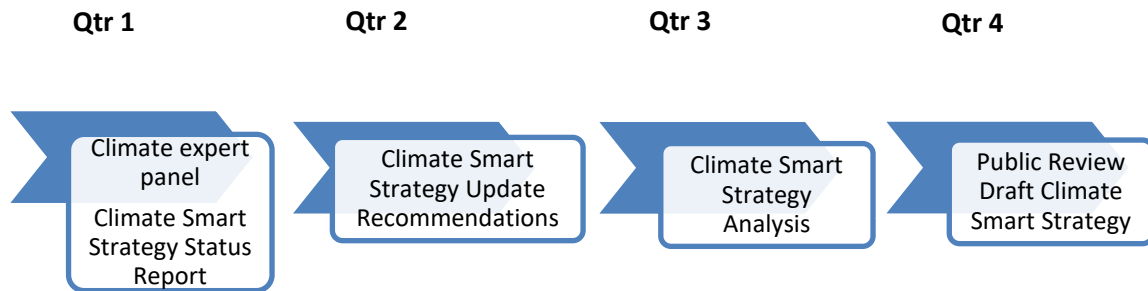 Qtr 1
Qtr 2
Qtr 3
Qtr 4
Climate expert
panel
Climate Smart
Strategy Status
Report
Climate Smart
Strategy Update
Recommendations
Climate Smart
Strategy
Analysis
Public Review
Draft Climate
Smart Strategy